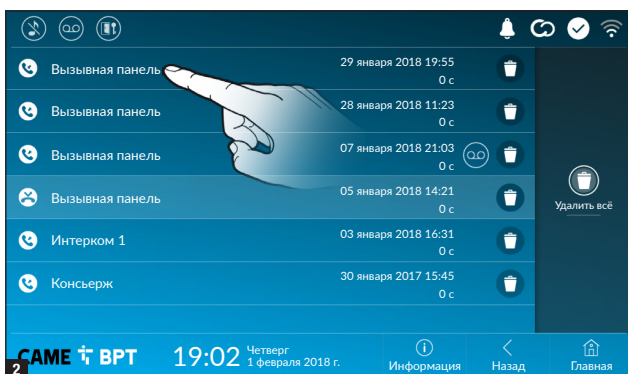 Вызывная панель 29 января 2018 19:55
0 с
Вызывная панель 28 января 2018 11:23
0 с
Вызывная панель 07 января 2018 21:03
0 с
Вызывная панель 05 января 2018 14:21
0 с
Удалить всё
Интерком 1 03 января 2018 16:31
0 с
Консьерж 30 января 2017 15:45
0 с
CAME BPT 19:02 Четверг
1 февраля 2018 г.
Информация Назад Главная
2